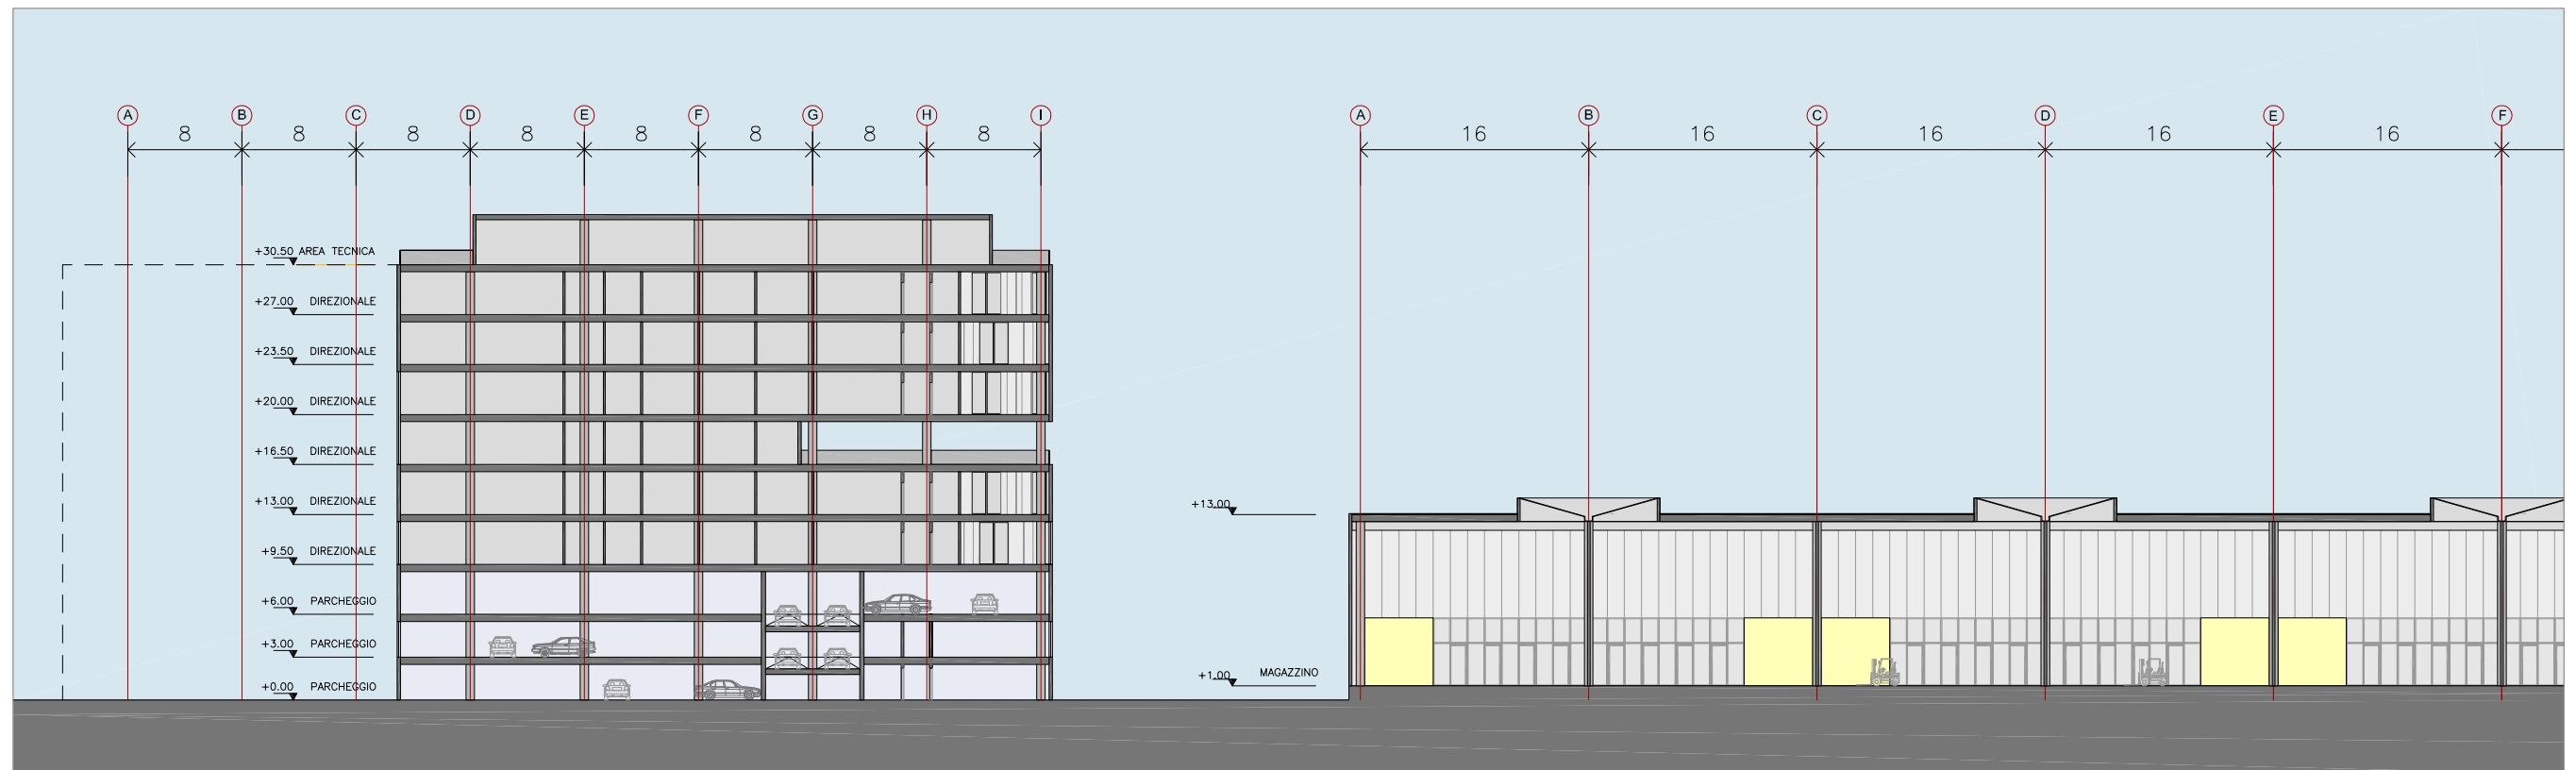 A B C D E F G H I
8 8 8 8 8 8 8 8
A B C D E F
16 16 16 16 16
+30.50 AREA TECNICA
+27.00 DIREZIONALE
+23.50 DIREZIONALE
+20.00 DIREZIONALE
+16.50 DIREZIONALE
+13.00 DIREZIONALE
+9.50 DIREZIONALE
+6.00 PARCHEGGIO
+3.00 PARCHEGGIO
+0.00 PARCHEGGIO
+13.00
+1.00 MAGAZZINO